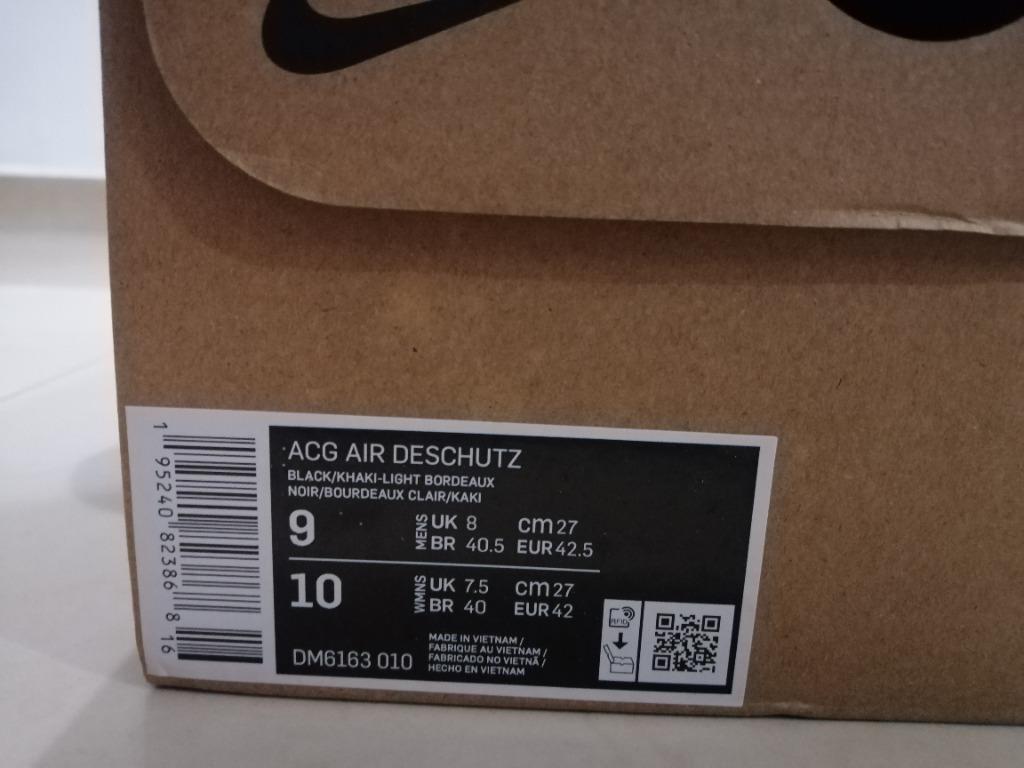 ACG AIR DESCHUTZ
BLACK/KHAKI-LIGHT BORDEAUX
NOIR/BOURDEAUX CLAIR/KAKI
9 MENS UK 8 cm 27
BR 40.5 EUR 42.5
10 WMNS UK 7.5 cm 27
BR 40 EUR 42
DM6163 010
MADE IN VIETNAM /
FABRIQUE AU VIETNAM /
FABRICADO NO VIETNÃ /
HECHO EN VIETNAM
RFID
1 95240 82386 8 16